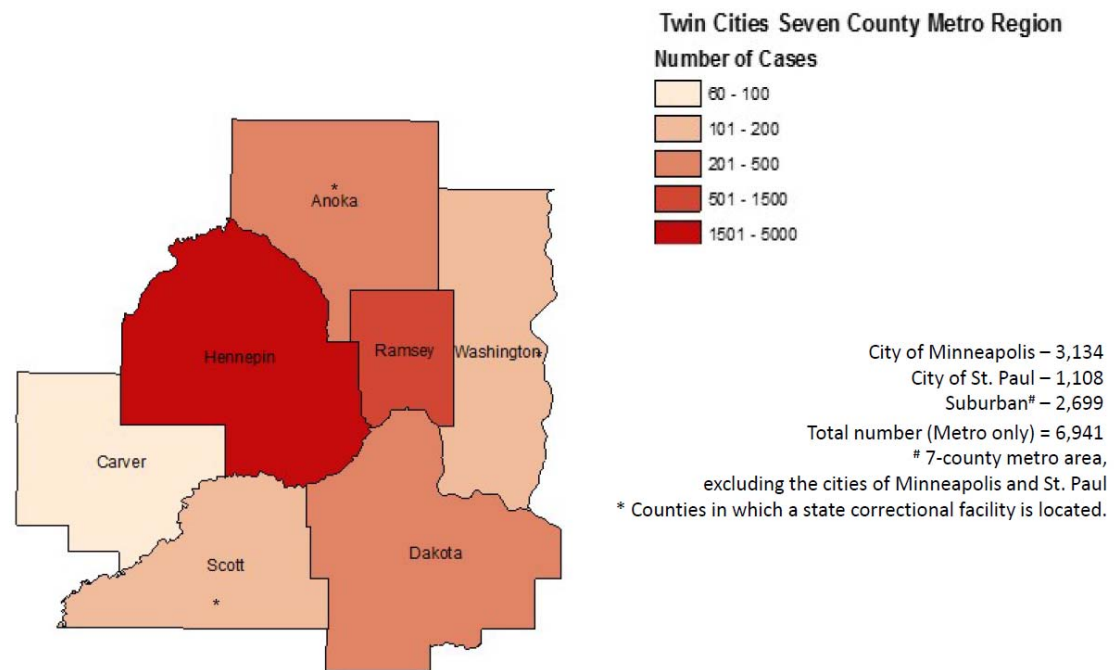 Twin Cities Seven County Metro Region
Number of Cases
60 - 100
101 - 200
201 - 500
501 - 1500
1501 - 5000
*
Anoka
Hennepin
Ramsey
Washington*
Carver
Scott
*
Dakota
City of Minneapolis – 3,134
City of St. Paul – 1,108
Suburban# – 2,699
Total number (Metro only) = 6,941
# 7-county metro area,
excluding the cities of Minneapolis and St. Paul
* Counties in which a state correctional facility is located.